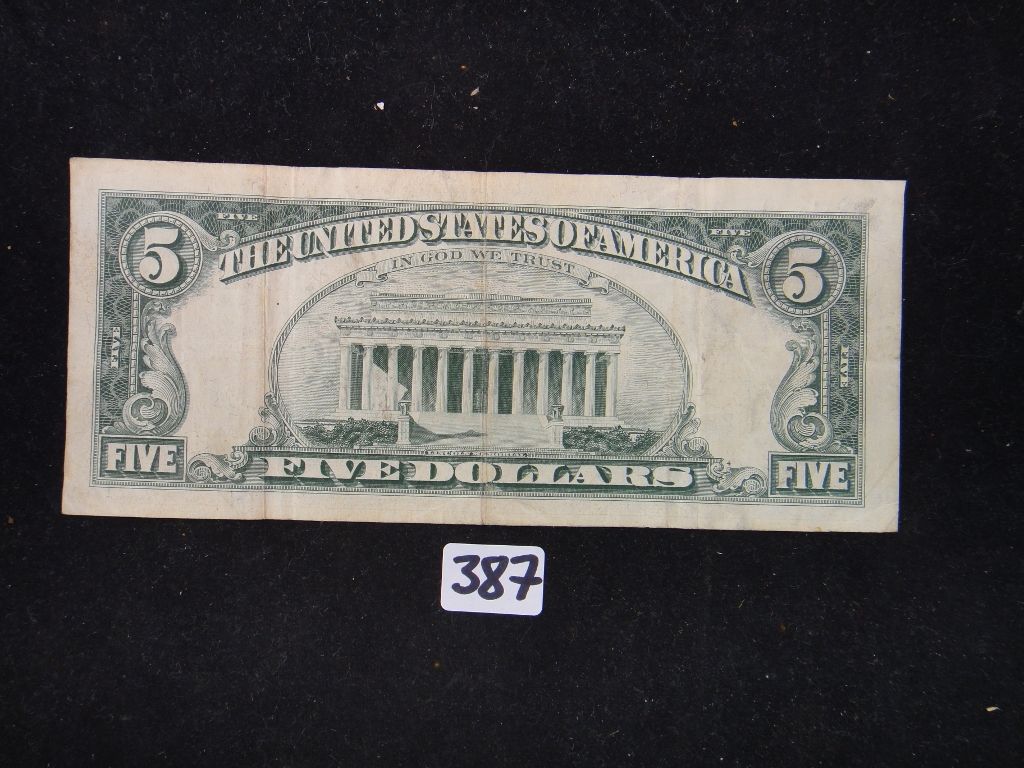 5 FIVE FIVE 5
THE UNITED STATES OF AMERICA
IN GOD WE TRUST
FIVE FIVE
FIVE FIVE DOLLARS FIVE
387